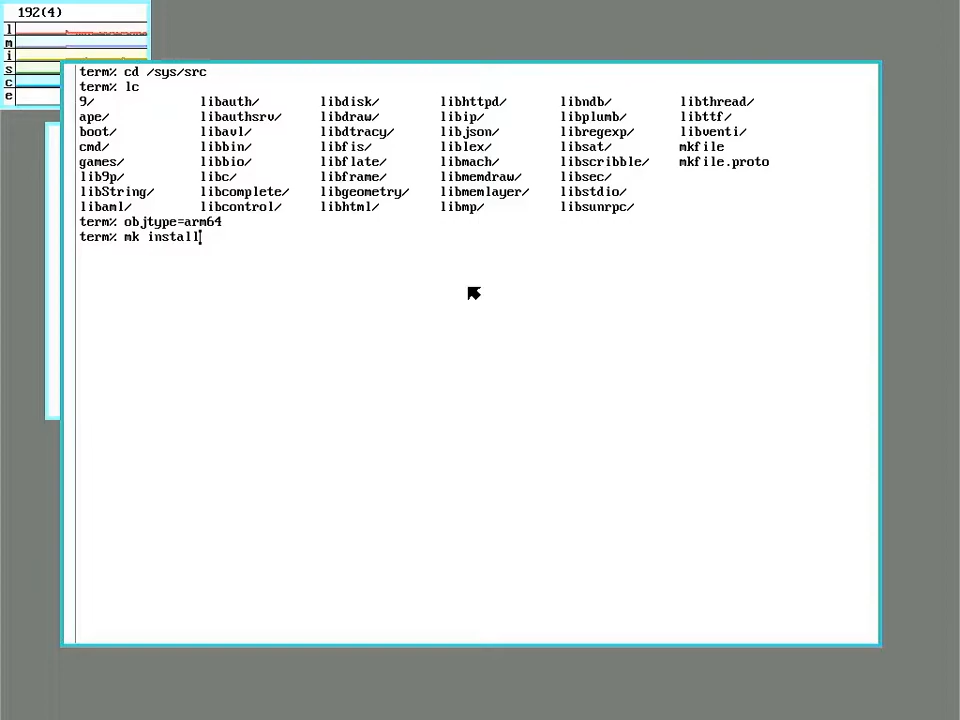 192(4)
l
m
i
s
c
e
term% cd /sys/src
term% lc
9/ libauth/ libdisk/ libhttpd/ libndb/ libthread/
ape/ libauthsrv/ libdraw/ libip/ libplumb/ libttf/
boot/ libavl/ libdtracy/ libjson/ libregexp/ libventi/
cmd/ libbin/ libfis/ liblex/ libsat/ mkfile
games/ libbio/ libflate/ libmach/ libscribble/ mkfile.proto
lib9p/ libc/ libframe/ libmemdraw/ libsec/
libString/ libcomplete/ libgeometry/ libmemlayer/ libstdio/
libaml/ libcontrol/ libhtml/ libmp/ libsunrpc/
term% objtype=arm64
term% mk install